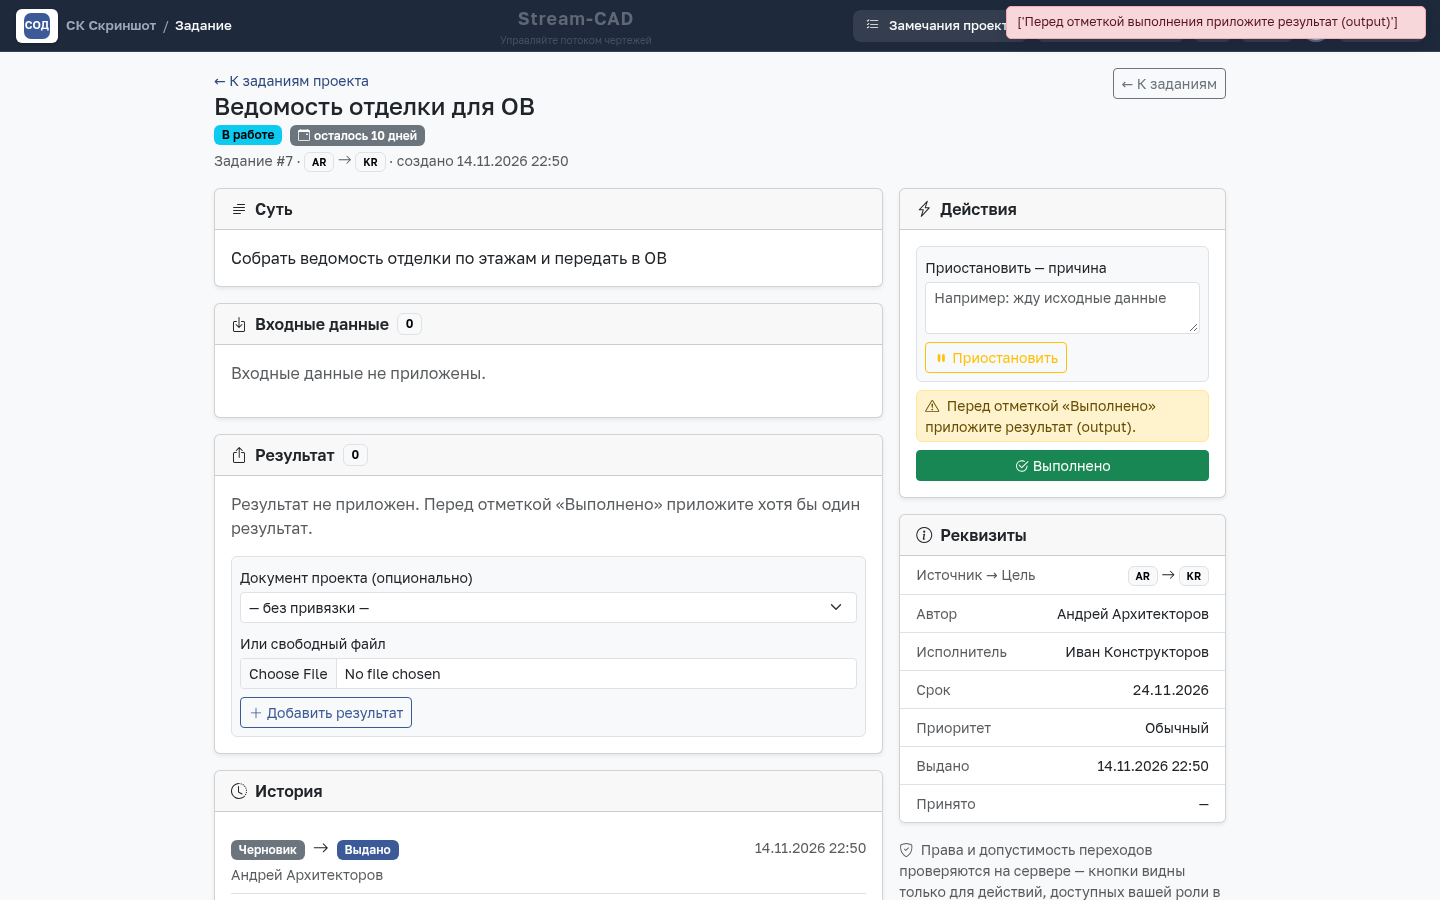 СОД СК Скриншот / Задание
Stream-CAD
Управляйте потоком чертежей
Замечания проект
['Перед отметкой выполнения приложите результат (output)']
← К заданиям проекта
← К заданиям
Ведомость отделки для ОВ
В работе осталось 10 дней
Задание #7 · AR → KR · создано 14.11.2026 22:50
Суть
Собрать ведомость отделки по этажам и передать в ОВ
Входные данные 0
Входные данные не приложены.
Результат 0
Результат не приложен. Перед отметкой «Выполнено» приложите хотя бы один
результат.
Документ проекта (опционально)
— без привязки —
Или свободный файл
Choose File No file chosen
+ Добавить результат
История
Черновик → Выдано 14.11.2026 22:50
Андрей Архитекторов
Действия
Приостановить — причина
Например: жду исходные данные
Приостановить
Перед отметкой «Выполнено»
приложите результат (output).
Выполнено
Реквизиты
Источник → Цель AR → KR
Автор Андрей Архитекторов
Исполнитель Иван Конструкторов
Срок 24.11.2026
Приоритет Обычный
Выдано 14.11.2026 22:50
Принято —
Права и допустимость переходов
проверяются на сервере — кнопки видны
только для действий, доступных вашей роли в